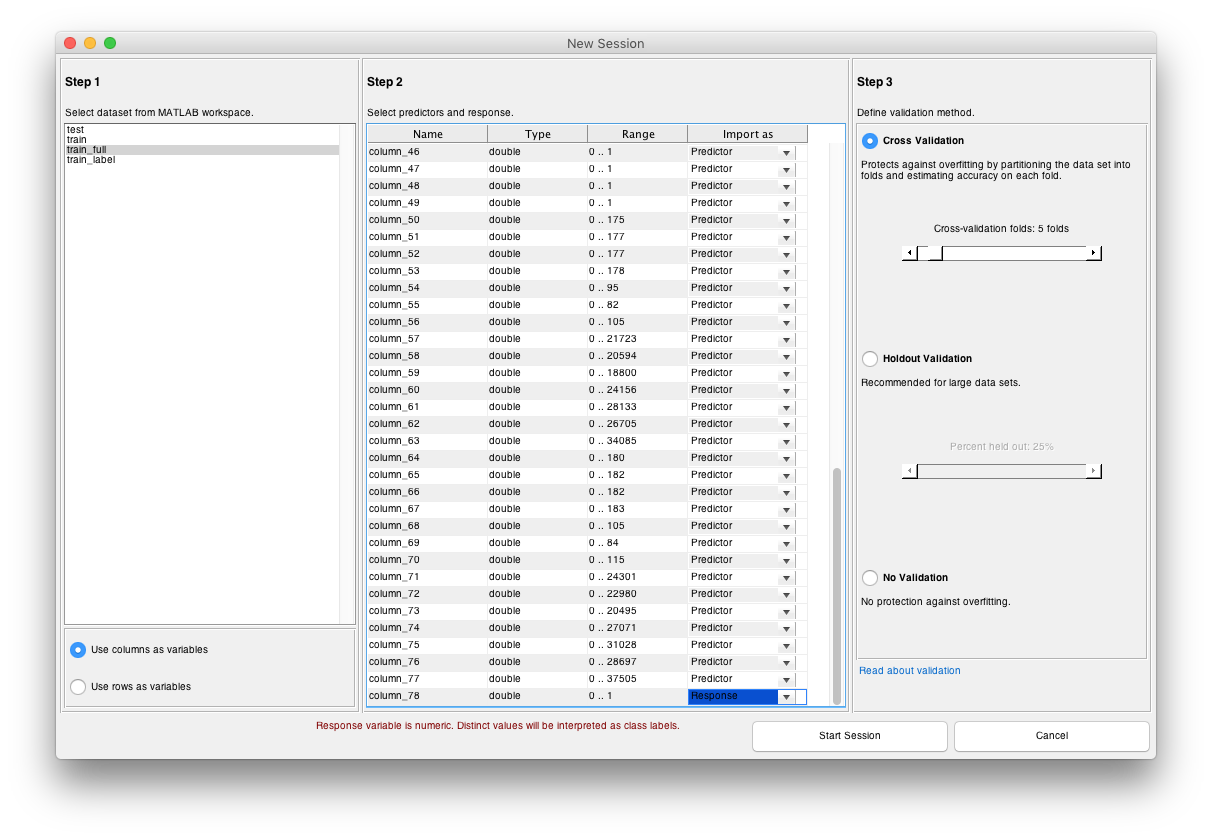 New Session
Step 1
Select dataset from MATLAB workspace.
test
train
train_full
train_label
Use columns as variables
Use rows as variables
Step 2
Select predictors and response.
Name Type Range Import as
column_46 double 0 .. 1 Predictor
column_47 double 0 .. 1 Predictor
column_48 double 0 .. 1 Predictor
column_49 double 0 .. 1 Predictor
column_50 double 0 .. 175 Predictor
column_51 double 0 .. 177 Predictor
column_52 double 0 .. 177 Predictor
column_53 double 0 .. 178 Predictor
column_54 double 0 .. 95 Predictor
column_55 double 0 .. 82 Predictor
column_56 double 0 .. 105 Predictor
column_57 double 0 .. 21723 Predictor
column_58 double 0 .. 20594 Predictor
column_59 double 0 .. 18800 Predictor
column_60 double 0 .. 24156 Predictor
column_61 double 0 .. 28133 Predictor
column_62 double 0 .. 26705 Predictor
column_63 double 0 .. 34085 Predictor
column_64 double 0 .. 180 Predictor
column_65 double 0 .. 182 Predictor
column_66 double 0 .. 182 Predictor
column_67 double 0 .. 183 Predictor
column_68 double 0 .. 105 Predictor
column_69 double 0 .. 84 Predictor
column_70 double 0 .. 115 Predictor
column_71 double 0 .. 24301 Predictor
column_72 double 0 .. 22980 Predictor
column_73 double 0 .. 20495 Predictor
column_74 double 0 .. 27071 Predictor
column_75 double 0 .. 31028 Predictor
column_76 double 0 .. 28697 Predictor
column_77 double 0 .. 37505 Predictor
column_78 double 0 .. 1 Response
Step 3
Define validation method.
Cross Validation
Protects against overfitting by partitioning the data set into
folds and estimating accuracy on each fold.
Cross-validation folds: 5 folds
Holdout Validation
Recommended for large data sets.
Percent held out: 25%
No Validation
No protection against overfitting.
Read about validation
Response variable is numeric. Distinct values will be interpreted as class labels.
Start Session
Cancel